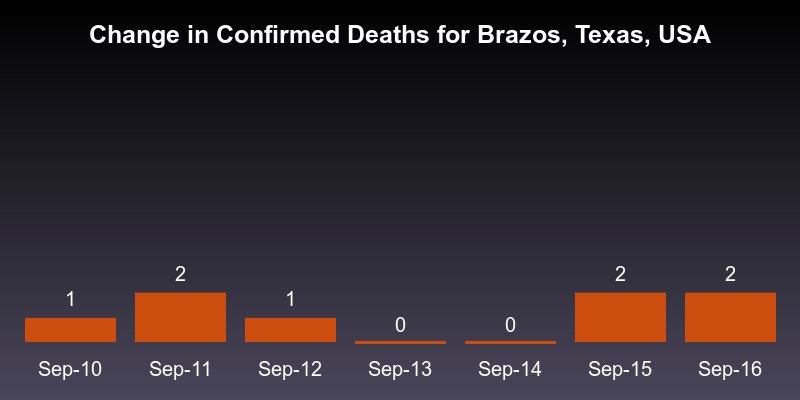 Change in Confirmed Deaths for Brazos, Texas, USA
1 2 1 0 0 2 2
Sep-10 Sep-11 Sep-12 Sep-13 Sep-14 Sep-15 Sep-16